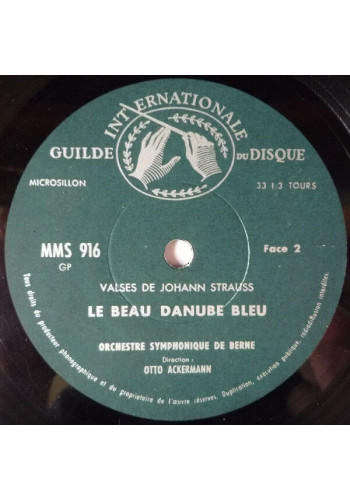 INTERNATIONALE
GUILDE DU DISQUE
MICROSILLON
33 1:3 TOURS
MMS 916
GP
Face 2
VALSES DE JOHANN STRAUSS
LE BEAU DANUBE BLEU
ORCHESTRE SYMPHONIQUE DE BERNE
Direction :
OTTO ACKERMANN
Tous droits du producteur phonographique et du propriétaire de l'œuvre réservés. Duplication, exécution publique, radiodiffusion interdites.